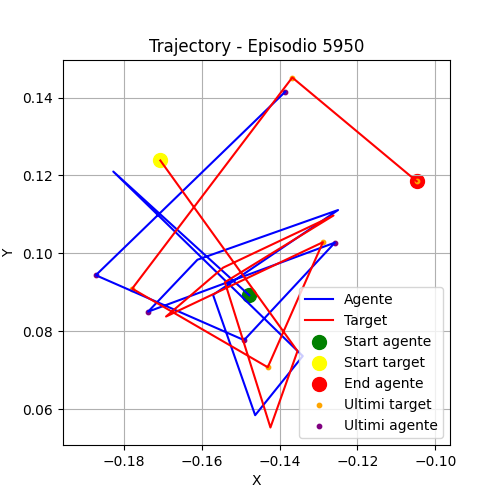 Trajectory - Episodio 5950
Y
0.14
0.12
0.10
0.08
0.06
Agente
Target
Start agente
Start target
End agente
Ultimi target
Ultimi agente
−0.18
−0.16
−0.14
−0.12
−0.10
X